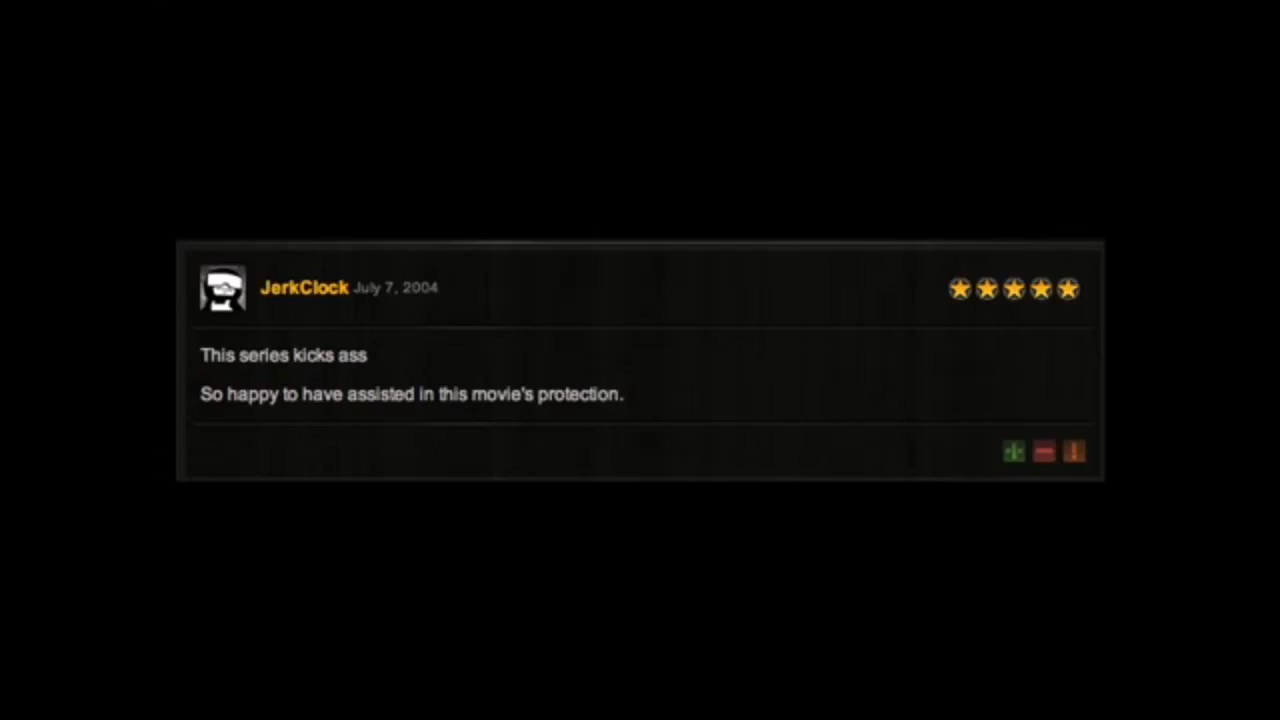 JerkClock July 7, 2004
This series kicks ass
So happy to have assisted in this movie's protection.